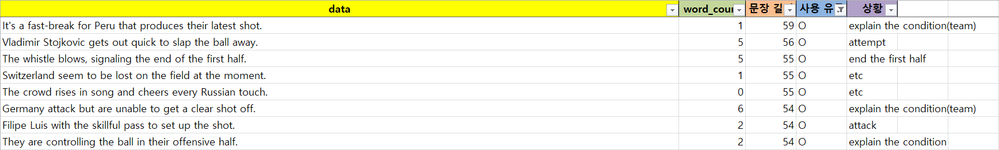 data word_coun 문장 길 사용 유 상황
It's a fast-break for Peru that produces their latest shot. 1 59 O explain the condition(team)
Vladimir Stojkovic gets out quick to slap the ball away. 5 56 O attempt
The whistle blows, signaling the end of the first half. 5 55 O end the first half
Switzerland seem to be lost on the field at the moment. 1 55 O etc
The crowd rises in song and cheers every Russian touch. 0 55 O etc
Germany attack but are unable to get a clear shot off. 6 54 O explain the condition(team)
Filipe Luis with the skillful pass to set up the shot. 2 54 O attack
They are controlling the ball in their offensive half. 2 54 O explain the condition